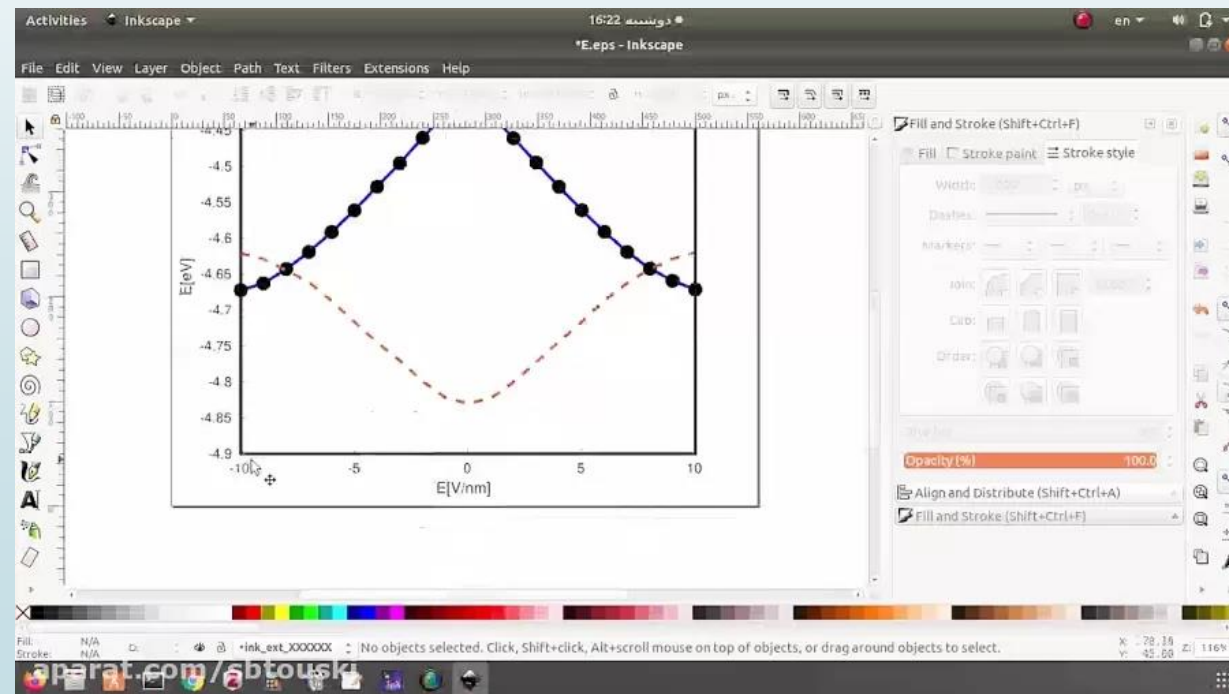 Activities Inkscape 16:22 دوشنبه en
*E.eps - Inkscape
File Edit View Layer Object Path Text Filters Extensions Help
px
Fill and Stroke (Shift+Ctrl+F)
Fill Stroke paint Stroke style
Width: px
Dashes:
Markers:
Join:
Cap:
Order:
Opacity (%) 100.0
Align and Distribute (Shift+Ctrl+A)
Fill and Stroke (Shift+Ctrl+F)
-4.45
-4.5
-4.55
-4.6
-4.65
-4.7
-4.75
-4.8
-4.85
-4.9
E[eV]
-10 -5 0 5 10
E[V/nm]
Fill: N/A
Stroke: N/A
O:
•ink_ext_XXXXXX
No objects selected. Click, Shift+click, Alt+scroll mouse on top of objects, or drag around objects to select.
X: 78.16
Y: 45.60
Z: 116%
aparat.com/sbtouski